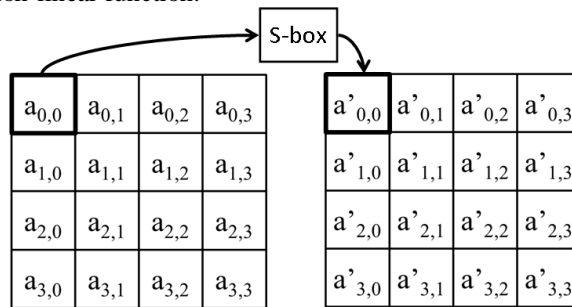 non-linear function.
S-box
a0,0 a0,1 a0,2 a0,3 a'0,0 a'0,1 a'0,2 a'0,3
a1,0 a1,1 a1,2 a1,3 a'1,0 a'1,1 a'1,2 a'1,3
a2,0 a2,1 a2,2 a2,3 a'2,0 a'2,1 a'2,2 a'2,3
a3,0 a3,1 a3,2 a3,3 a'3,0 a'3,1 a'3,2 a'3,3